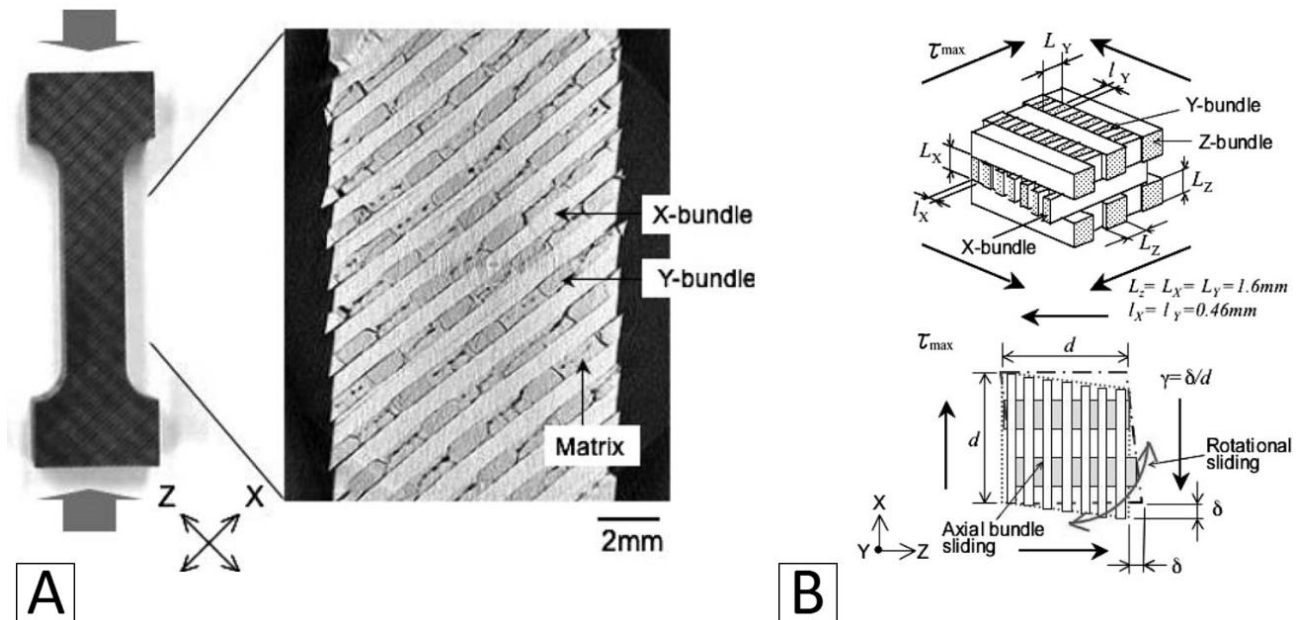 X-bundle
Y-bundle
Matrix
Z X
2mm
A
τmax
LY
lY
Y-bundle
Z-bundle
LX
LZ
lX
X-bundle
LZ
Lz= LX= LY=1.6mm
lX= lY=0.46mm
τmax
d
γ=δ/d
d
Rotational
sliding
δ
X
Axial bundle
sliding
Y Z
δ
B